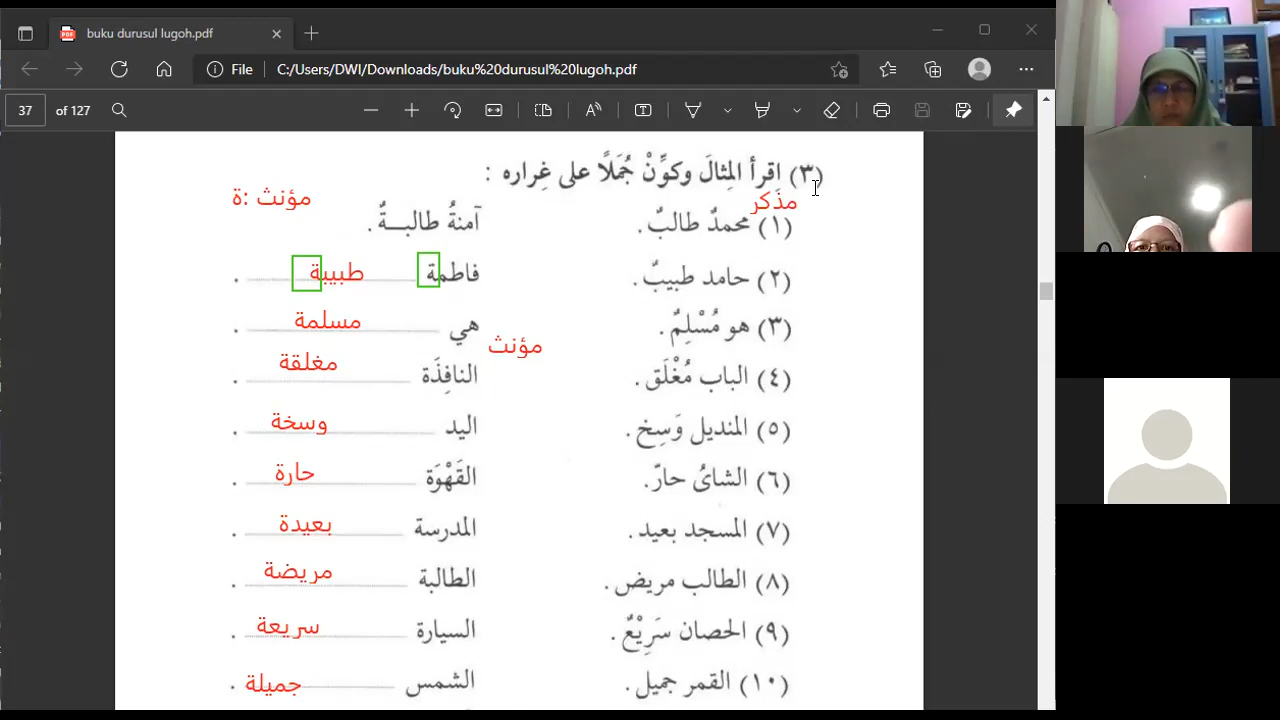 buku durusul lugoh.pdf
File C:/Users/DWI/Downloads/buku%20durusul%20lugoh.pdf
37 of 127
(٣) اقرأ المِثالَ وكوِّنْ جُمَلاً على غِراره :
مذكر
مؤنث :ة
(١) محمدٌ طالبٌ . آمنةُ طالبــةٌ .
(٢) حامد طبيبٌ . فاطمة طبيبة .
(٣) هو مُسْلِمٌ . هي مسلمة .
مؤنث
(٤) الباب مُغْلَق . النافِذَة مغلقة .
(٥) المنديل وَسِخ . اليد وسخة .
(٦) الشاىُ حارّ . القَهْوَة حارة .
(٧) المسجد بعيد . المدرسة بعيدة .
(٨) الطالب مريض . الطالبة مريضة .
(٩) الحصان سَرِيْعٌ . السيارة سريعة .
(١٠) القمر جميل . الشمس جميلة .